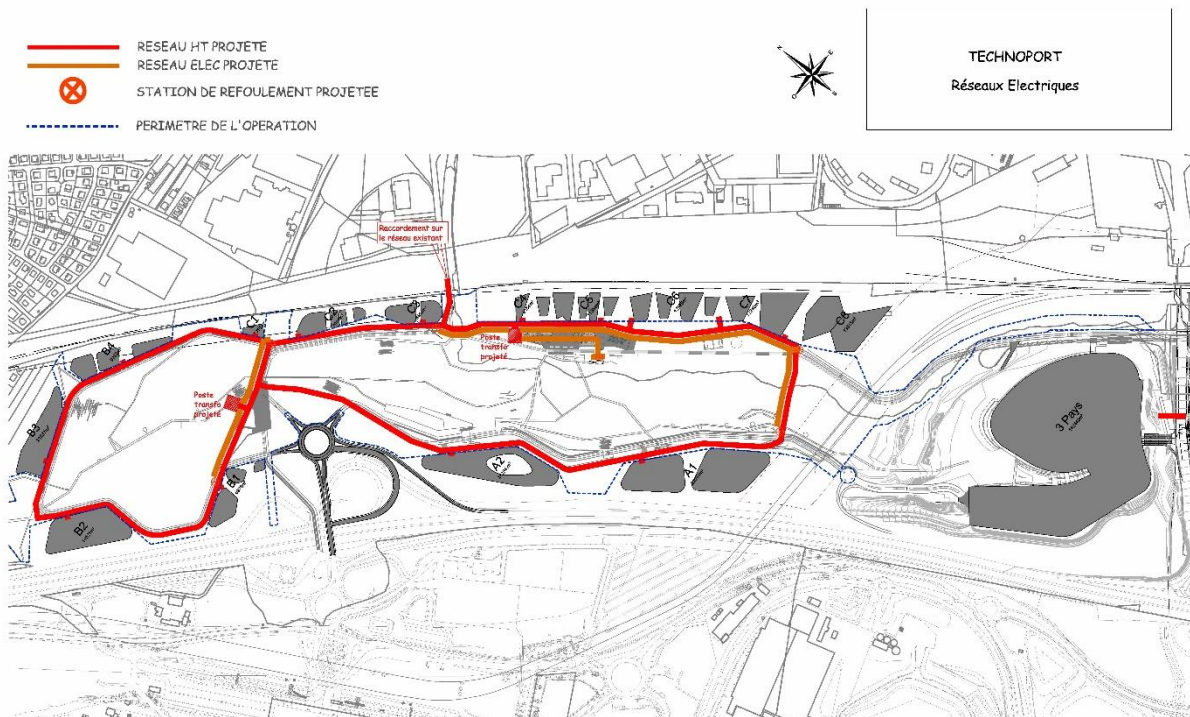 RESEAU HT PROJETE
RESEAU ELEC PROJETE
STATION DE REFOULEMENT PROJETEE
PERIMETRE DE L'OPERATION
TECHNOPORT
Réseaux Electriques
Raccordement sur
le réseau existant
C3
C2
C1
C4
C5
C6
C7
C8
B4
Poste
transfo
projeté
Poste
transfo
projeté
B3
B1
B2
A2
A1
3 Pays